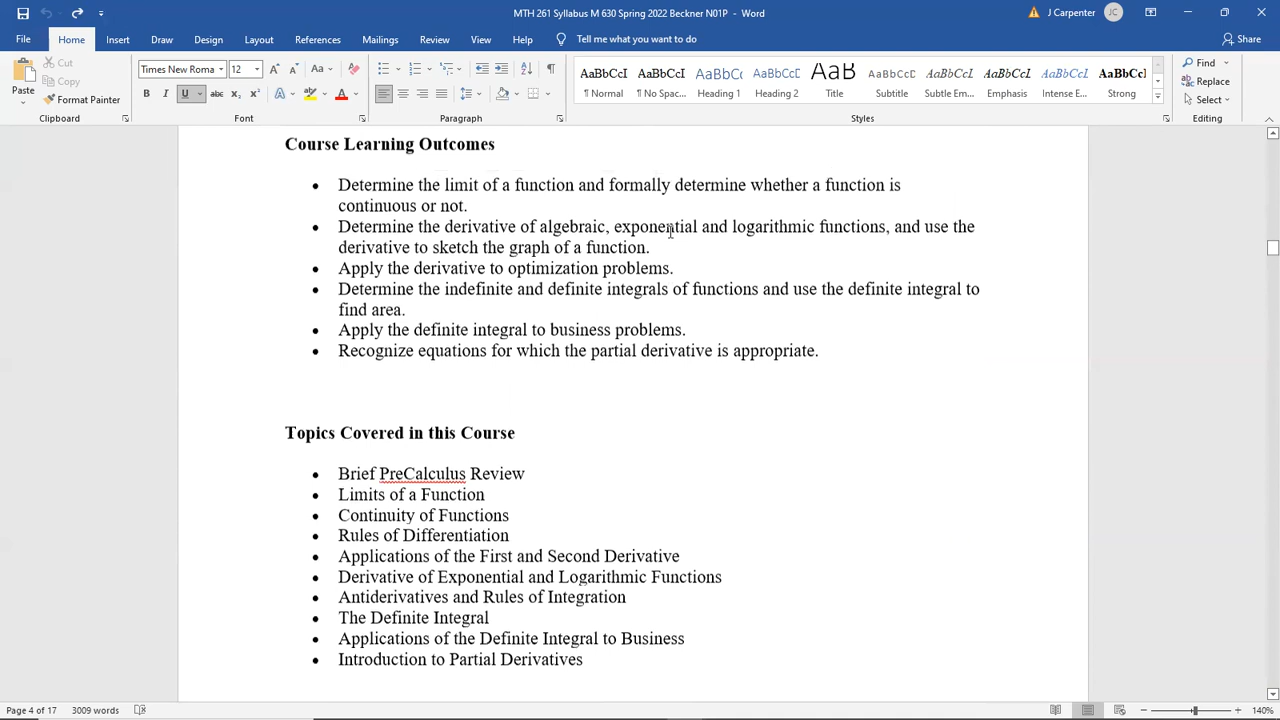 MTH 261 Syllabus M 630 Spring 2022 Beckner N01P - Word
J Carpenter JC
File Home Insert Draw Design Layout References Mailings Review View Help Tell me what you want to do Share
Paste Cut Copy Format Painter
Clipboard
Times New Roma 12
B I U abc x₂ x² A A
Font
Paragraph
AaBbCcI AaBbCcI AaBbCcD AaBbCcD AaB AaBbCcD AaBbCcDt AaBbCcDt AaBbCcDt AaBbCcI
¶ Normal ¶ No Spac... Heading 1 Heading 2 Title Subtitle Subtle Em... Emphasis Intense E... Strong
Styles
Find
Replace
Select
Editing
Course Learning Outcomes
• Determine the limit of a function and formally determine whether a function is
continuous or not.
• Determine the derivative of algebraic, exponential and logarithmic functions, and use the
derivative to sketch the graph of a function.
• Apply the derivative to optimization problems.
• Determine the indefinite and definite integrals of functions and use the definite integral to
find area.
• Apply the definite integral to business problems.
• Recognize equations for which the partial derivative is appropriate.
Topics Covered in this Course
• Brief PreCalculus Review
• Limits of a Function
• Continuity of Functions
• Rules of Differentiation
• Applications of the First and Second Derivative
• Derivative of Exponential and Logarithmic Functions
• Antiderivatives and Rules of Integration
• The Definite Integral
• Applications of the Definite Integral to Business
• Introduction to Partial Derivatives
Page 4 of 17 3009 words 140%